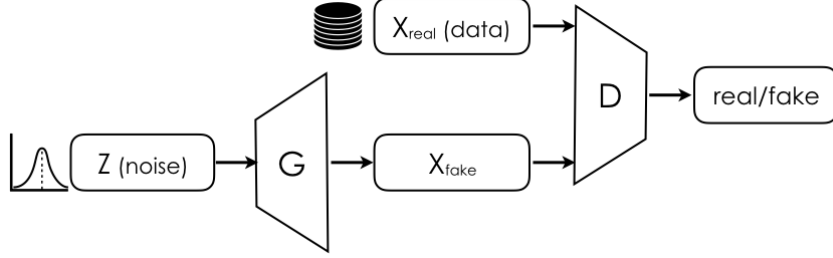 Xreal (data)
D
real/fake
Z (noise)
G
Xfake